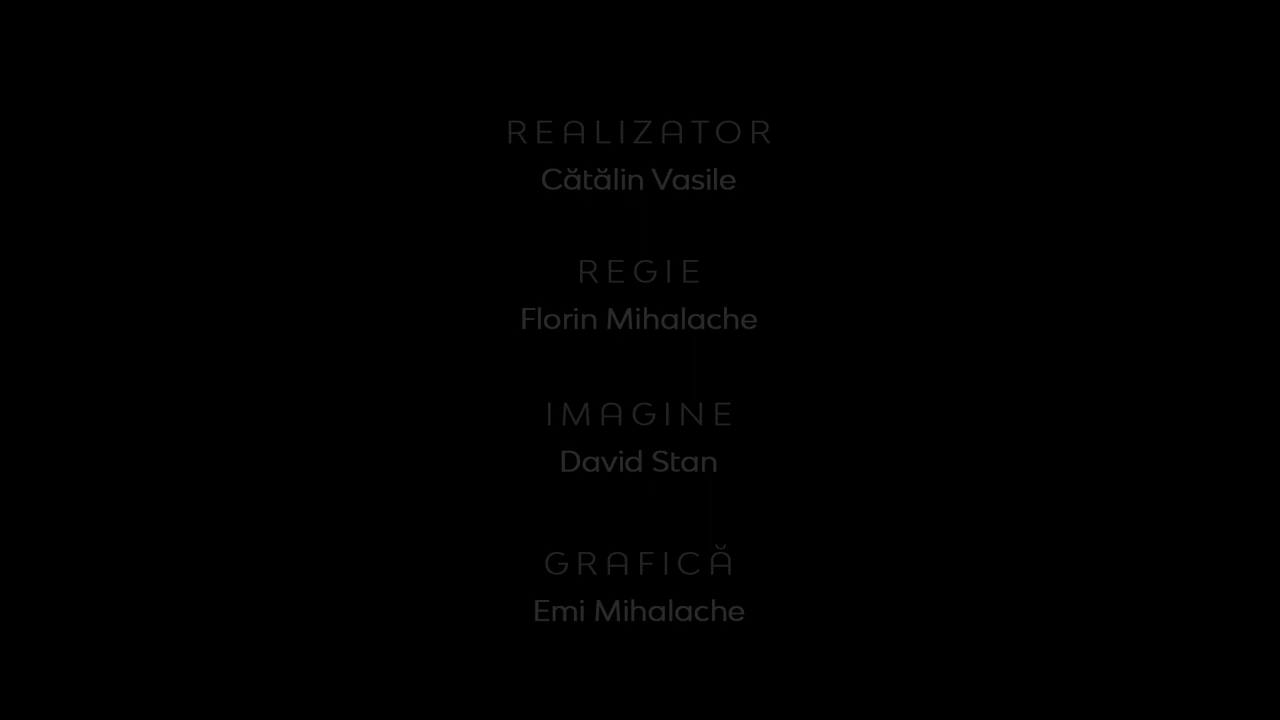 REALIZATOR
Cătălin Vasile
REGIE
Florin Mihalache
IMAGINE
David Stan
GRAFICĂ
Emi Mihalache